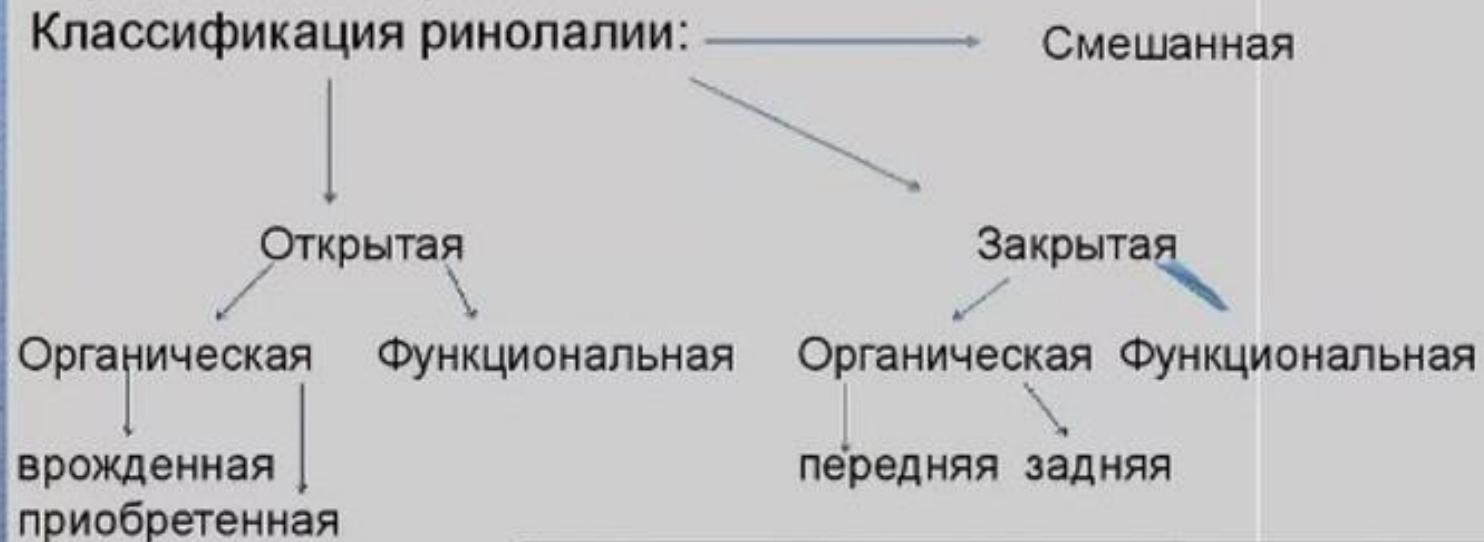 Классификация ринолалии: Смешанная
Открытая Закрытая
Органическая Функциональная Органическая Функциональная
врожденная передняя задняя
приобретенная